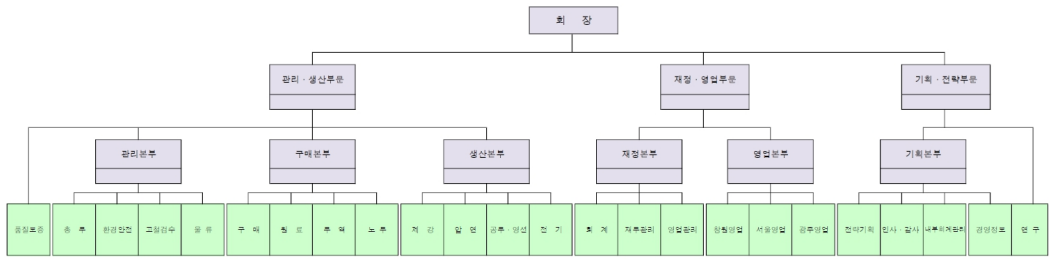 회 장
관리 · 생산부문
재정 · 영업부문
기획 · 전략부문
관리본부
구매본부
생산본부
재정본부
영업본부
기획본부
품질보증
총 무
환경안전
고철검수
물 류
구 매
원 료
무 역
노 무
제 강
압 연
공무 · 영선
전 기
회 계
재무관리
영업관리
창원영업
서울영업
광주영업
전략기획
인사 · 감사
내부회계관리
경영정보
연 구